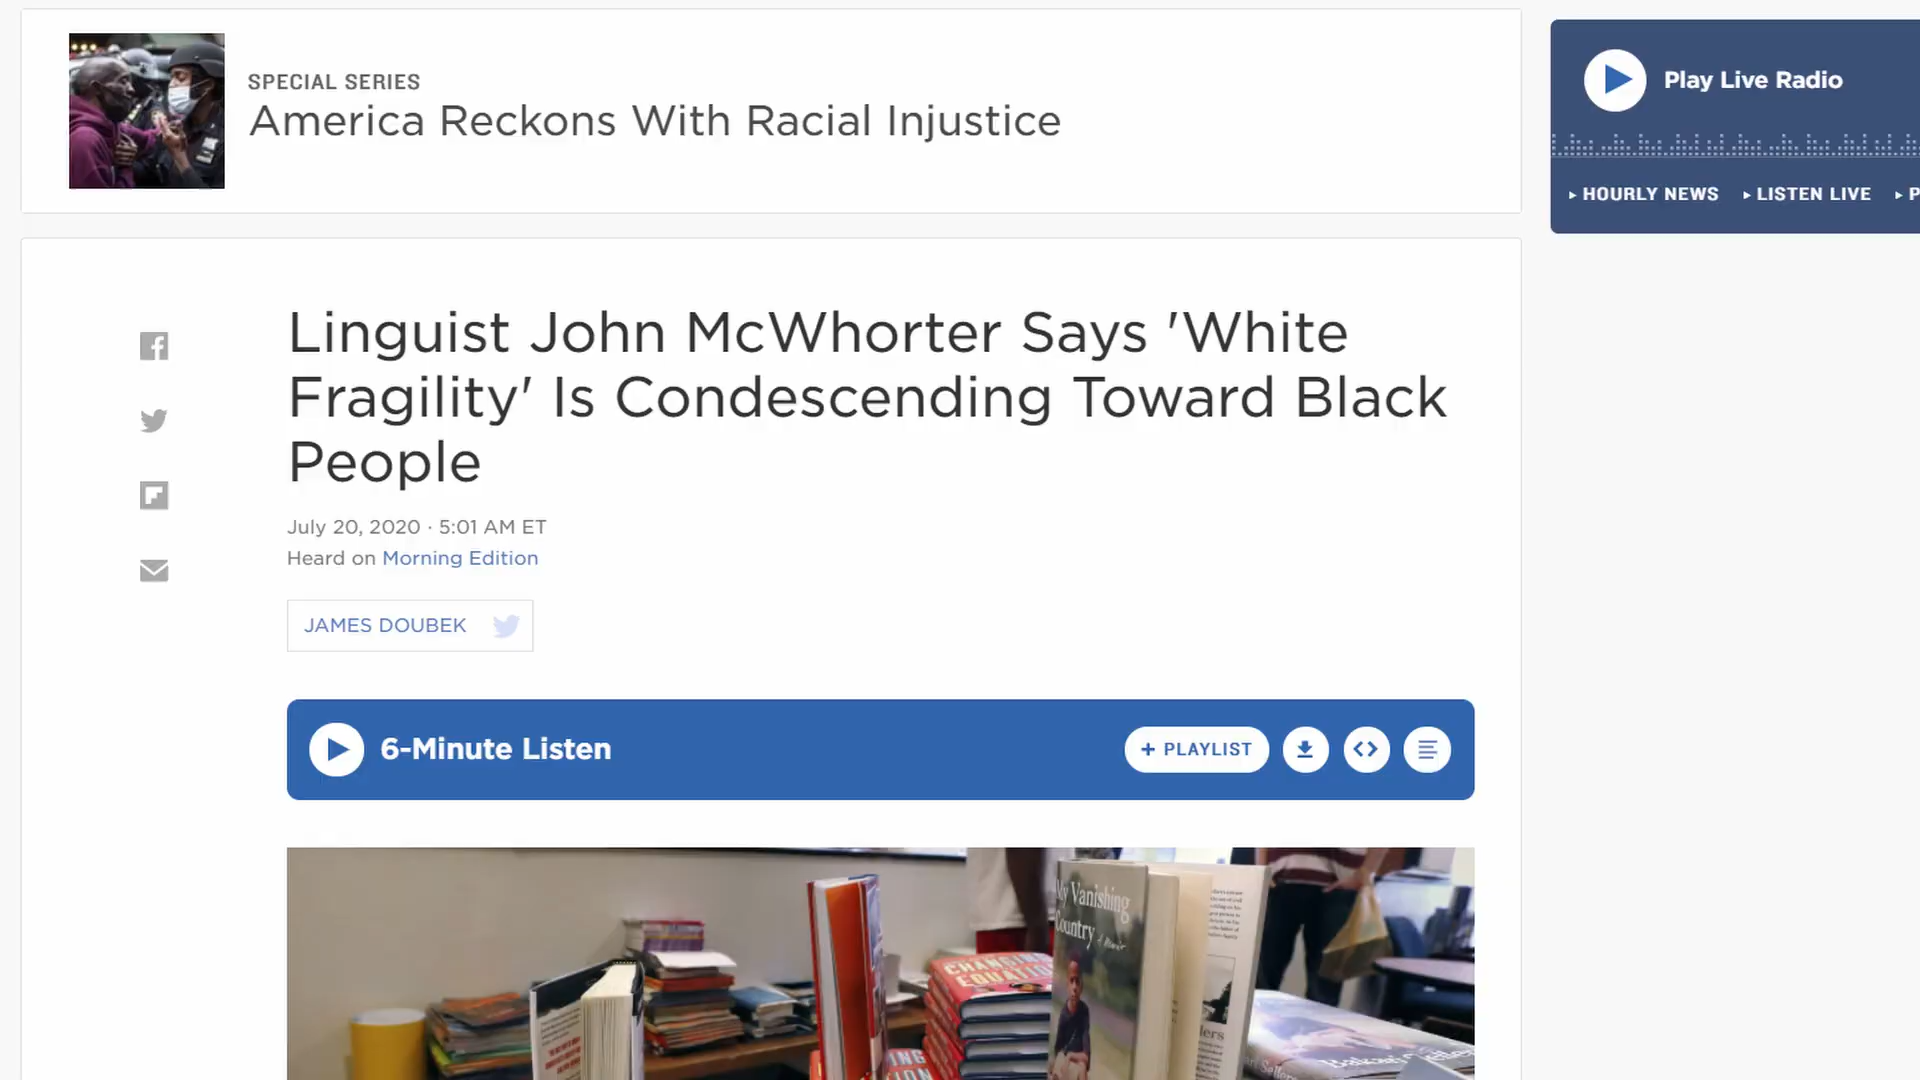 SPECIAL SERIES
America Reckons With Racial Injustice
Play Live Radio
HOURLY NEWS
LISTEN LIVE
P
Linguist John McWhorter Says 'White
Fragility' Is Condescending Toward Black
People
July 20, 2020 · 5:01 AM ET
Heard on Morning Edition
JAMES DOUBEK
6-Minute Listen
+ PLAYLIST
My Vanishing
Country
CHANGING
EQUATION